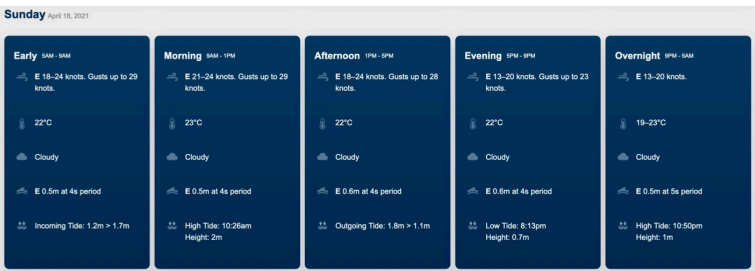 Sunday April 18, 2021
Early 5AM - 9AM
E 18–24 knots. Gusts up to 29
knots.
22°C
Cloudy
E 0.5m at 4s period
Incoming Tide: 1.2m > 1.7m
Morning 9AM - 1PM
E 21–24 knots. Gusts up to 29
knots.
23°C
Cloudy
E 0.5m at 4s period
High Tide: 10:26am
Height: 2m
Afternoon 1PM - 5PM
E 18–24 knots. Gusts up to 28
knots.
22°C
Cloudy
E 0.6m at 4s period
Outgoing Tide: 1.8m > 1.1m
Evening 5PM - 9PM
E 13–20 knots. Gusts up to 23
knots.
22°C
Cloudy
E 0.6m at 4s period
Low Tide: 8:13pm
Height: 0.7m
Overnight 9PM - 5AM
E 13–20 knots.
19–23°C
Cloudy
E 0.5m at 5s period
High Tide: 10:50pm
Height: 1m